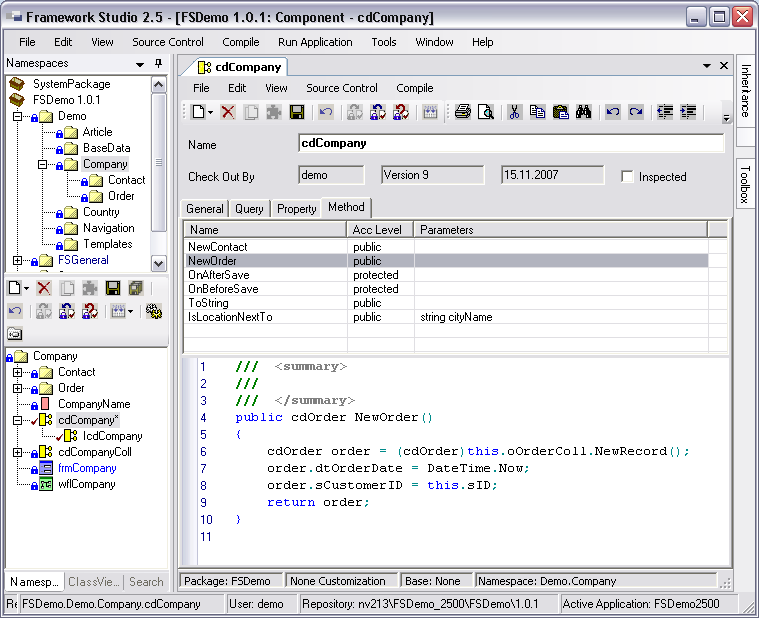 Framework Studio 2.5 - [FSDemo 1.0.1: Component - cdCompany]
File Edit View Source Control Compile Run Application Tools Window Help
Namespaces
SystemPackage
FSDemo 1.0.1
Demo
Article
BaseData
Company
Contact
Order
Country
Navigation
Templates
FSGeneral
Company
Contact
Order
CompanyName
cdCompany*
IcdCompany
cdCompanyColl
frmCompany
wflCompany
Namesp... ClassVie... Search
cdCompany
File Edit View Source Control Compile
Name cdCompany
Check Out By demo Version 9 15.11.2007 Inspected
General Query Property Method
Name Acc Level Parameters
NewContact public
NewOrder public
OnAfterSave protected
OnBeforeSave protected
ToString public
IsLocationNextTo public string cityName
1 /// <summary>
2 ///
3 /// </summary>
4 public cdOrder NewOrder()
5 {
6 cdOrder order = (cdOrder)this.oOrderColl.NewRecord();
7 order.dtOrderDate = DateTime.Now;
8 order.sCustomerID = this.sID;
9 return order;
10 }
11
Package: FSDemo None Customization Base: None Namespace: Demo.Company
Inheritance
Toolbox
FSDemo.Demo.Company.cdCompany User: demo Repository: nv213\FSDemo_2500\FSDemo\1.0.1 Active Application: FSDemo2500